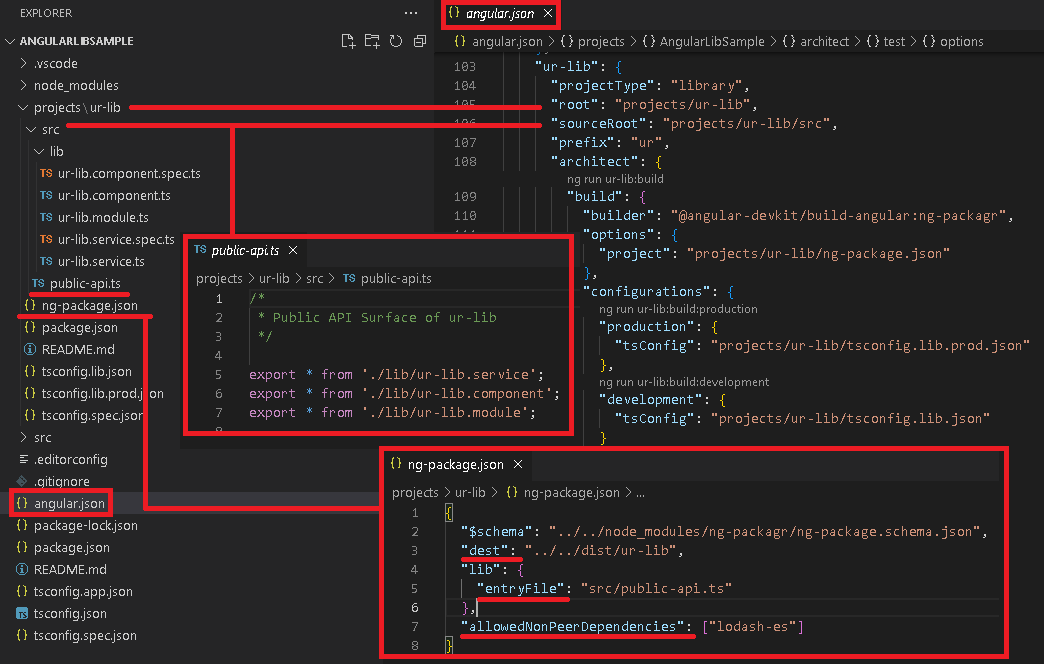 EXPLORER
ANGULARLIBSAMPLE
.vscode
node_modules
projects\ur-lib
src
lib
TS ur-lib.component.spec.ts
TS ur-lib.component.ts
TS ur-lib.module.ts
TS ur-lib.service.spec.ts
TS ur-lib.service.ts
TS public-api.ts
{} ng-package.json
{} package.json
README.md
{} tsconfig.lib.json
{} tsconfig.lib.prod.json
{} tsconfig.spec.json
src
.editorconfig
.gitignore
{} angular.json
{} package-lock.json
{} package.json
README.md
{} tsconfig.app.json
TS tsconfig.json
{} tsconfig.spec.json
{} angular.json
{} angular.json > {} projects > {} AngularLibSample > {} architect > {} test > {} options
103 "ur-lib": {
104 "projectType": "library",
105 "root": "projects/ur-lib",
106 "sourceRoot": "projects/ur-lib/src",
107 "prefix": "ur",
108 "architect": {
ng run ur-lib:build
109 "build": {
110 "builder": "@angular-devkit/build-angular:ng-packagr",
"options": {
"project": "projects/ur-lib/ng-package.json"
},
"configurations": {
ng run ur-lib:build:production
"production": {
"tsConfig": "projects/ur-lib/tsconfig.lib.prod.json"
},
ng run ur-lib:build:development
"development": {
"tsConfig": "projects/ur-lib/tsconfig.lib.json"
}
TS public-api.ts
projects > ur-lib > src > TS public-api.ts
1 /*
2 * Public API Surface of ur-lib
3 */
4
5 export * from './lib/ur-lib.service';
6 export * from './lib/ur-lib.component';
7 export * from './lib/ur-lib.module';
8
{} ng-package.json
projects > ur-lib > {} ng-package.json > ...
1 {
2 "$schema": "../../node_modules/ng-packagr/ng-package.schema.json",
3 "dest": "../../dist/ur-lib",
4 "lib": {
5 "entryFile": "src/public-api.ts"
6 },
7 "allowedNonPeerDependencies": ["lodash-es"]
8 }